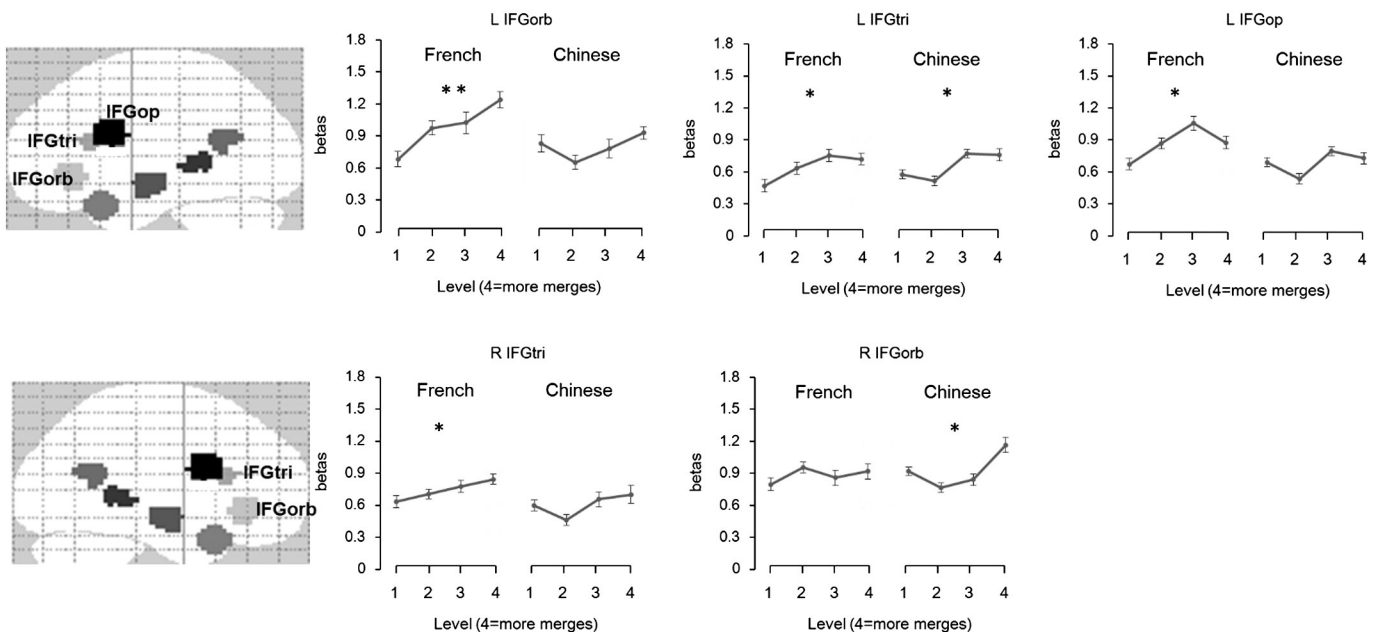 IFGop
IFGtri
IFGorb
L IFGorb
1.8
1.5
1.2
0.9
0.6
0.3
0
betas
French
Chinese
* *
1 2 3 4 1 2 3 4
Level (4=more merges)
L IFGtri
1.8
1.5
1.2
0.9
0.6
0.3
0
betas
French
Chinese
* *
1 2 3 4 1 2 3 4
Level (4=more merges)
L IFGop
1.8
1.5
1.2
0.9
0.6
0.3
0
betas
French
Chinese
*
1 2 3 4 1 2 3 4
Level (4=more merges)
IFGtri
IFGorb
R IFGtri
1.8
1.5
1.2
0.9
0.6
0.3
0
betas
French
Chinese
*
1 2 3 4 1 2 3 4
Level (4=more merges)
R IFGorb
1.8
1.5
1.2
0.9
0.6
0.3
0
betas
French
Chinese
*
1 2 3 4 1 2 3 4
Level (4=more merges)